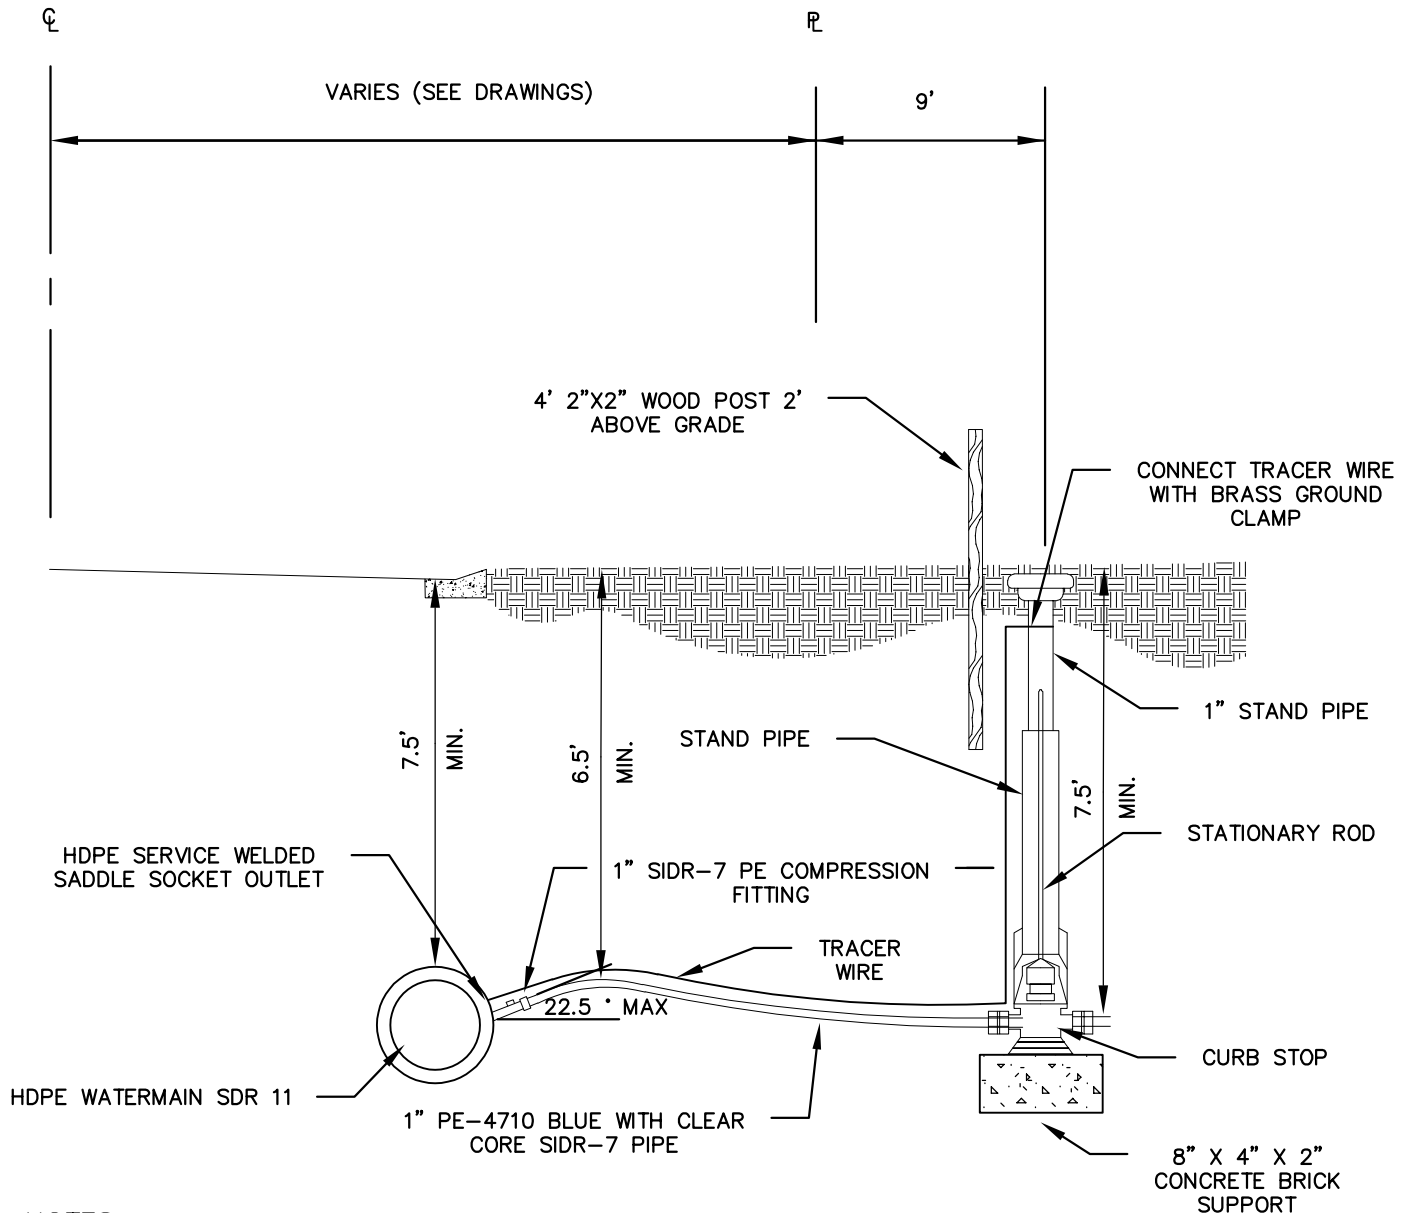 ℄
PL
VARIES (SEE DRAWINGS)
9'
4' 2"X2" WOOD POST 2'
ABOVE GRADE
CONNECT TRACER WIRE
WITH BRASS GROUND
CLAMP
1" STAND PIPE
STAND PIPE
7.5'
MIN.
6.5'
MIN.
7.5'
MIN.
STATIONARY ROD
HDPE SERVICE WELDED
SADDLE SOCKET OUTLET
1" SIDR-7 PE COMPRESSION
FITTING
TRACER
WIRE
22.5 ° MAX
CURB STOP
HDPE WATERMAIN SDR 11
1" PE-4710 BLUE WITH CLEAR
CORE SIDR-7 PIPE
8" X 4" X 2"
CONCRETE BRICK
SUPPORT